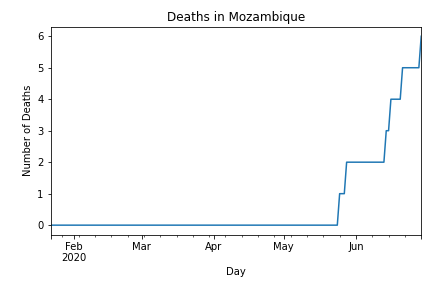 Deaths in Mozambique
6
5
4
3
2
1
0
Number of Deaths
Feb
2020
Mar
Apr
May
Jun
Day